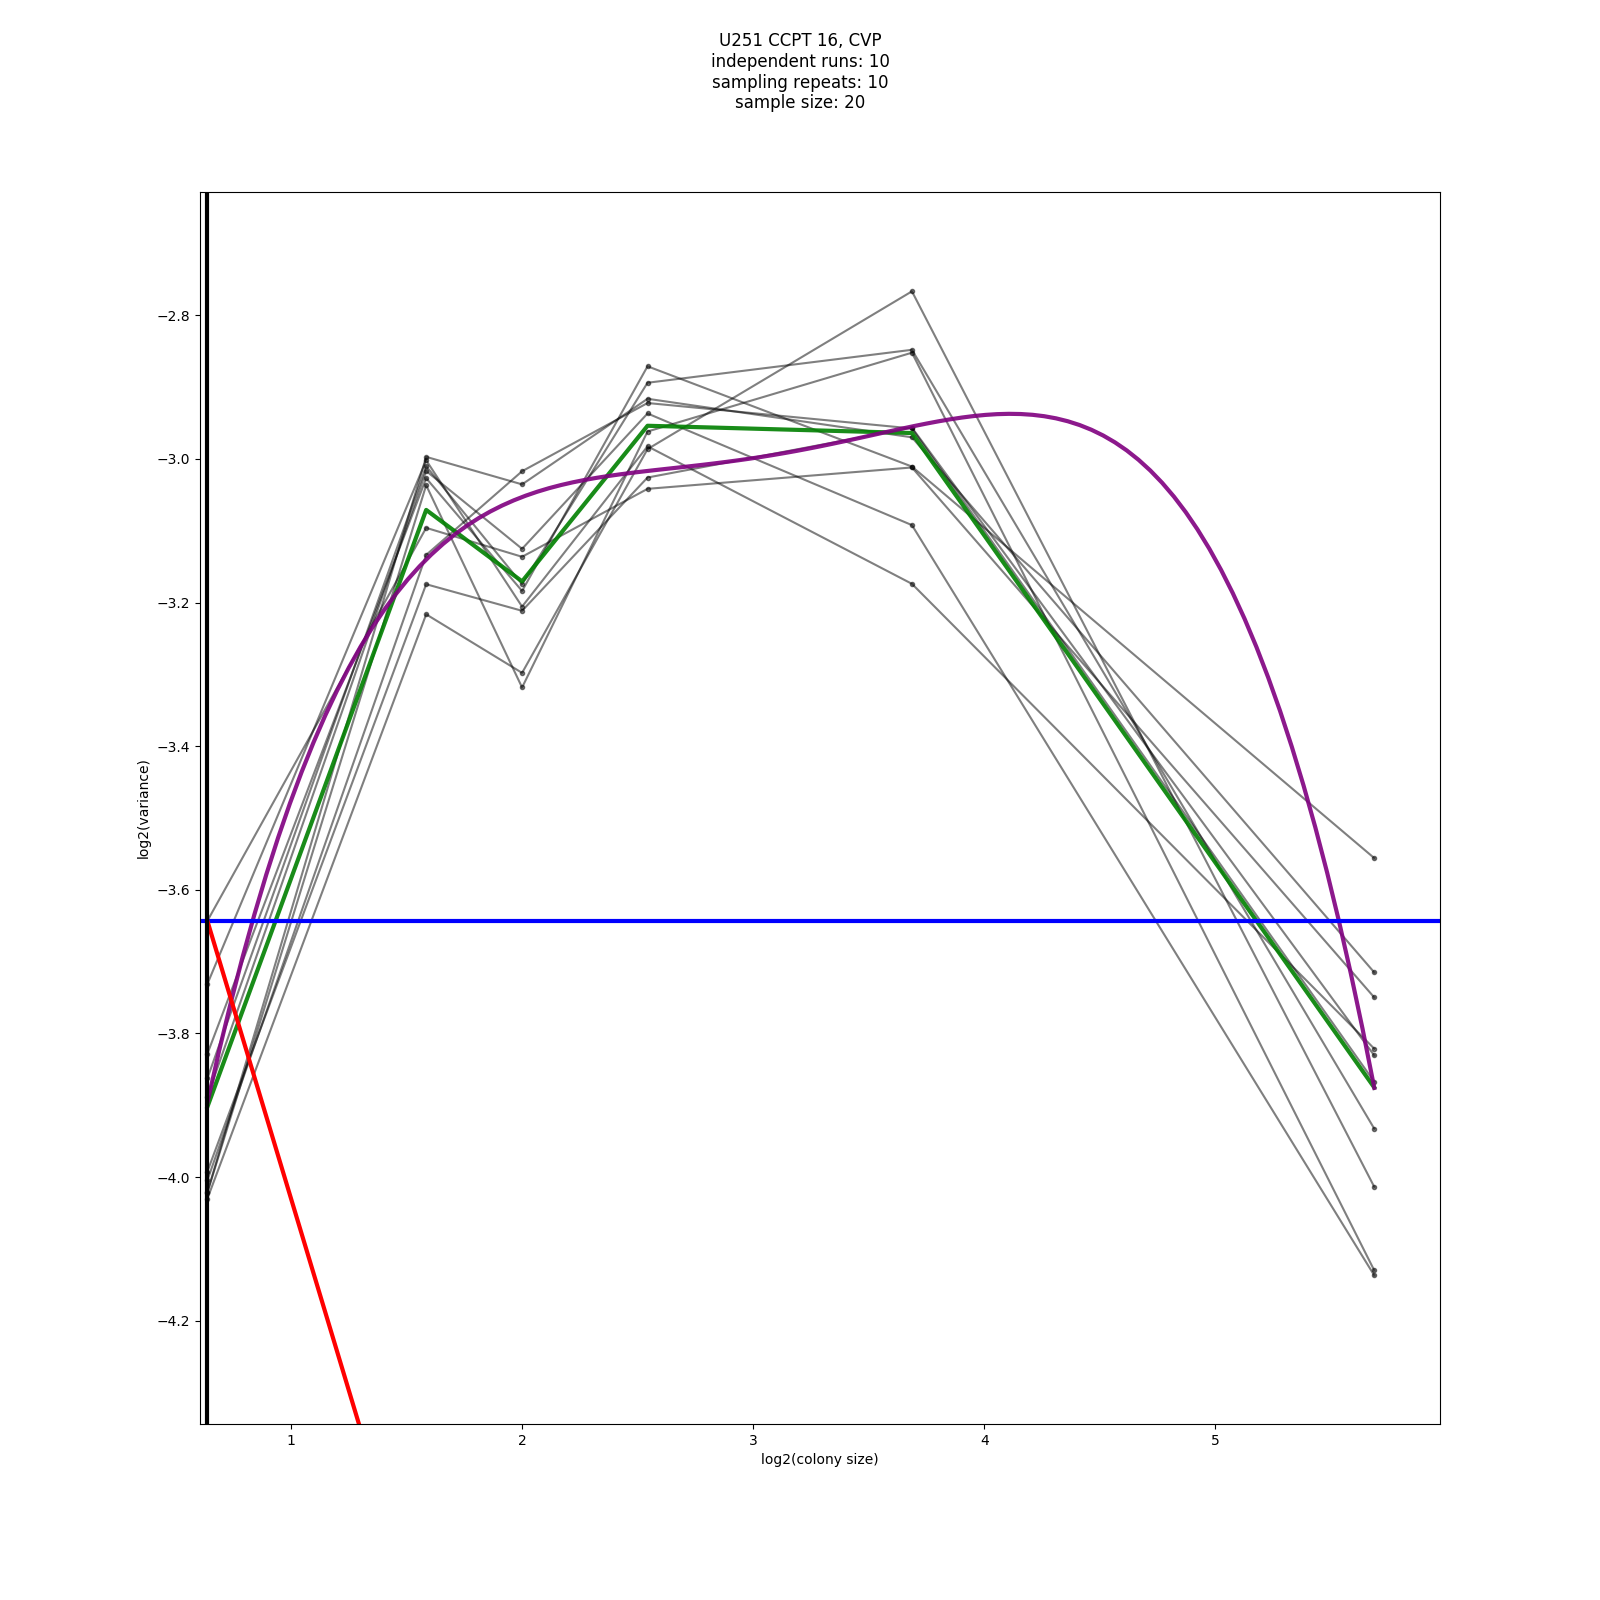 U251 CCPT 16, CVP
independent runs: 10
sampling repeats: 10
sample size: 20
−2.8
−3.0
−3.2
−3.4
−3.6
−3.8
−4.0
−4.2
log2(variance)
1 2 3 4 5
log2(colony size)